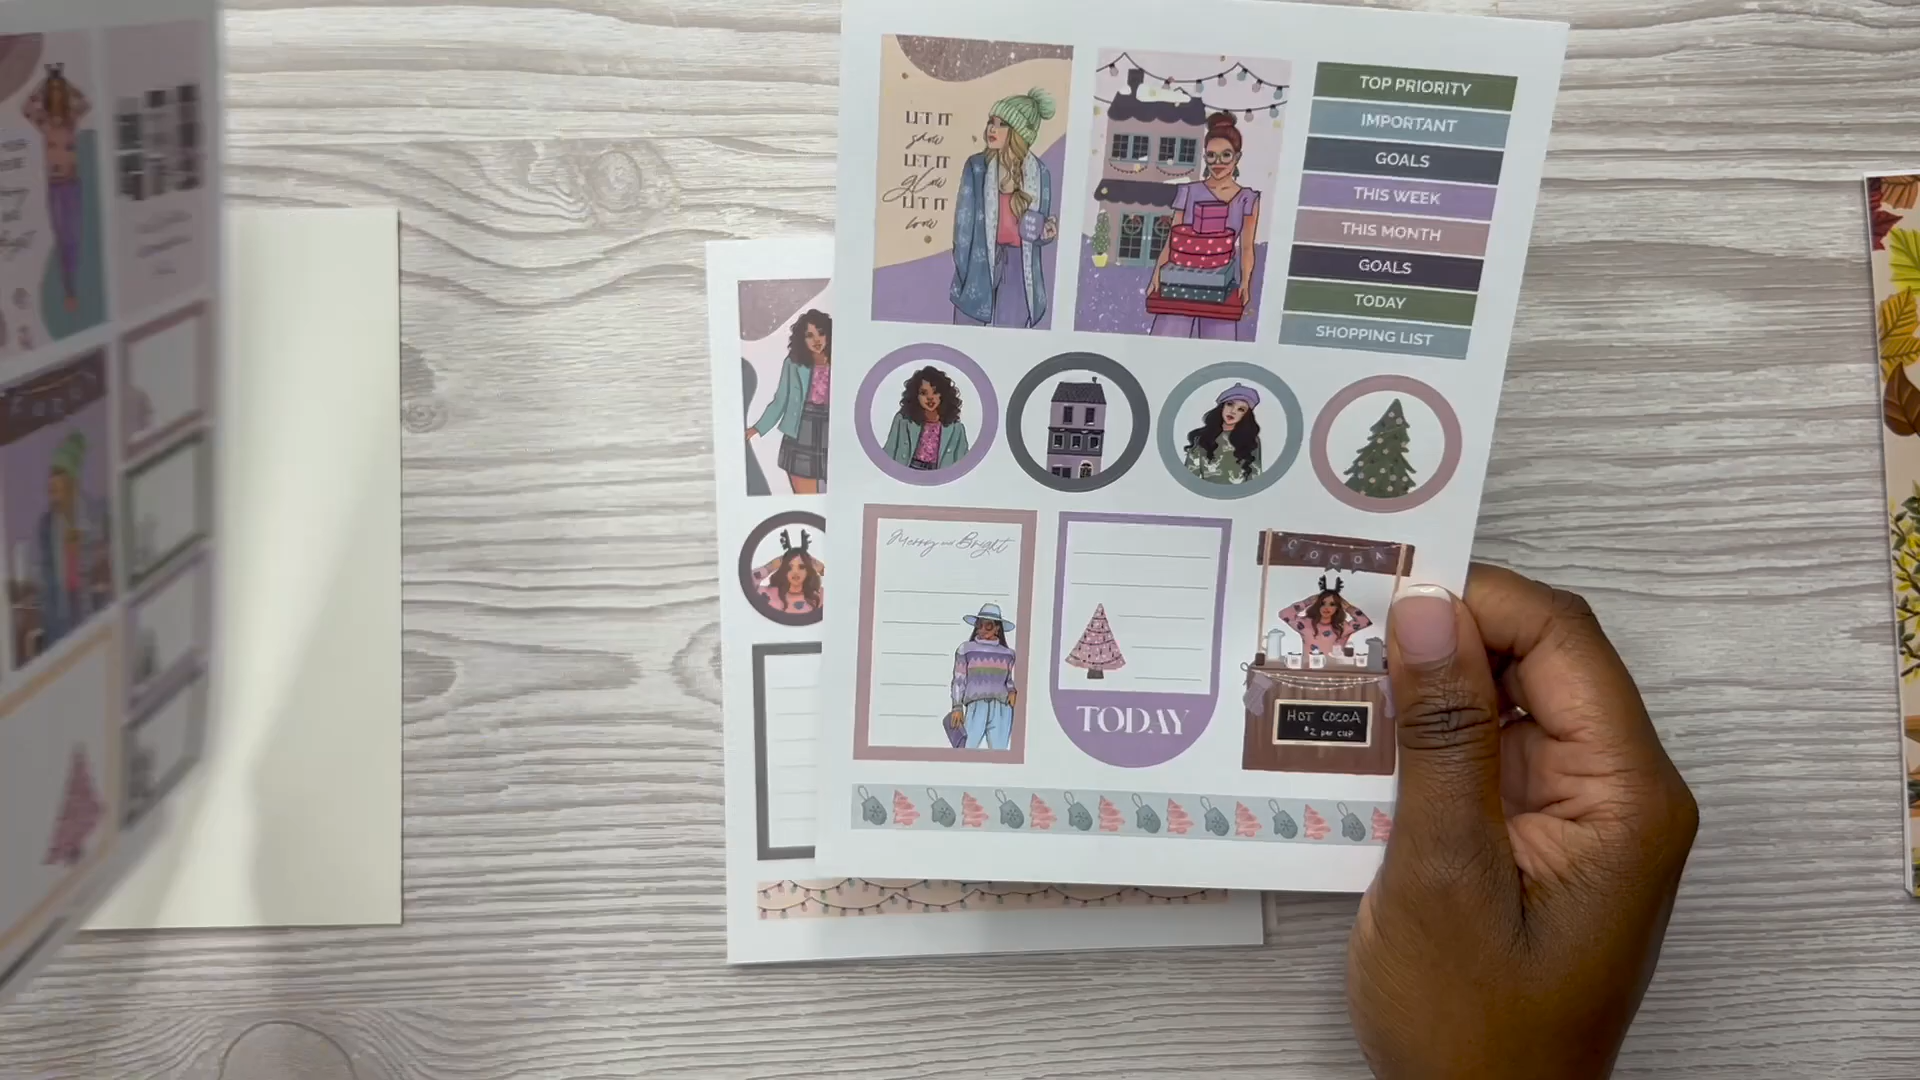 LET IT
snow
LET IT
glow
LET IT
love
TOP PRIORITY
IMPORTANT
GOALS
THIS WEEK
THIS MONTH
GOALS
TODAY
SHOPPING LIST
Merry and Bright
TODAY
COCOA
HOT COCOA
$2 per cup